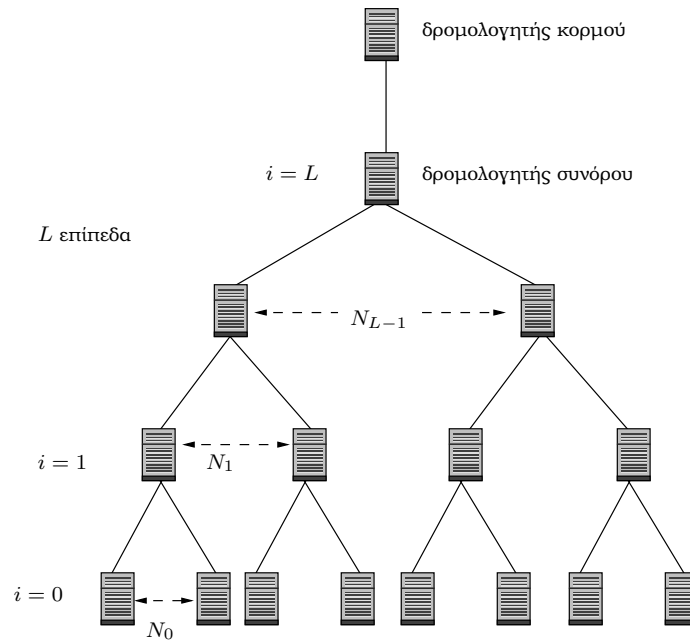 δρομολογητής κορμού
i = L
δρομολογητής συνόρου
L επίπεδα
N_{L−1}
i = 1
N_1
i = 0
N_0